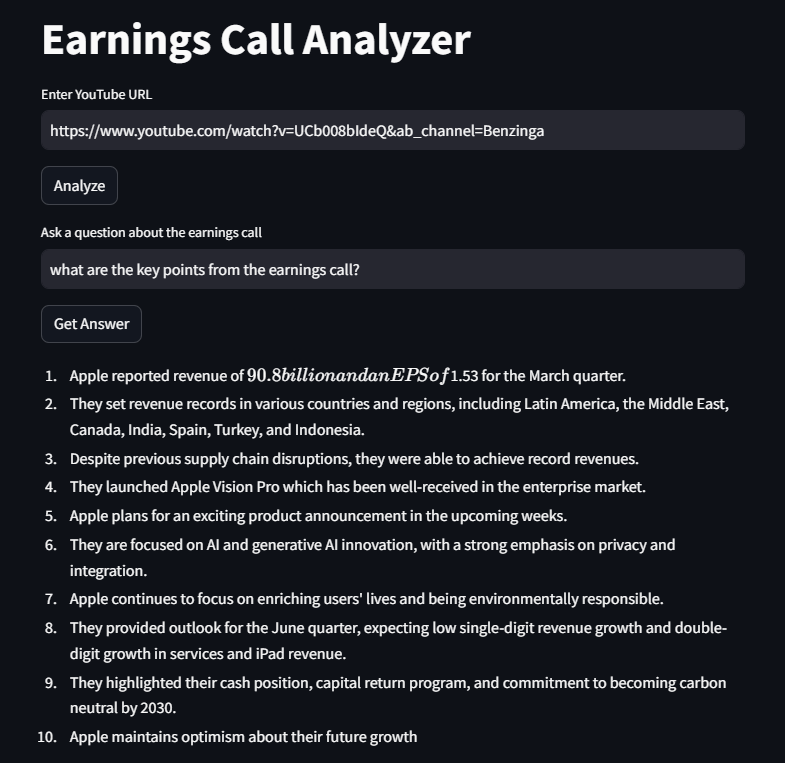 Earnings Call Analyzer
Enter YouTube URL
https://www.youtube.com/watch?v=UCb008bIdeQ&ab_channel=Benzinga
Analyze
Ask a question about the earnings call
what are the key points from the earnings call?
Get Answer
1. Apple reported revenue of 90.8billionandanEPSof1.53 for the March quarter.
2. They set revenue records in various countries and regions, including Latin America, the Middle East,
Canada, India, Spain, Turkey, and Indonesia.
3. Despite previous supply chain disruptions, they were able to achieve record revenues.
4. They launched Apple Vision Pro which has been well-received in the enterprise market.
5. Apple plans for an exciting product announcement in the upcoming weeks.
6. They are focused on AI and generative AI innovation, with a strong emphasis on privacy and
integration.
7. Apple continues to focus on enriching users' lives and being environmentally responsible.
8. They provided outlook for the June quarter, expecting low single-digit revenue growth and double-
digit growth in services and iPad revenue.
9. They highlighted their cash position, capital return program, and commitment to becoming carbon
neutral by 2030.
10. Apple maintains optimism about their future growth